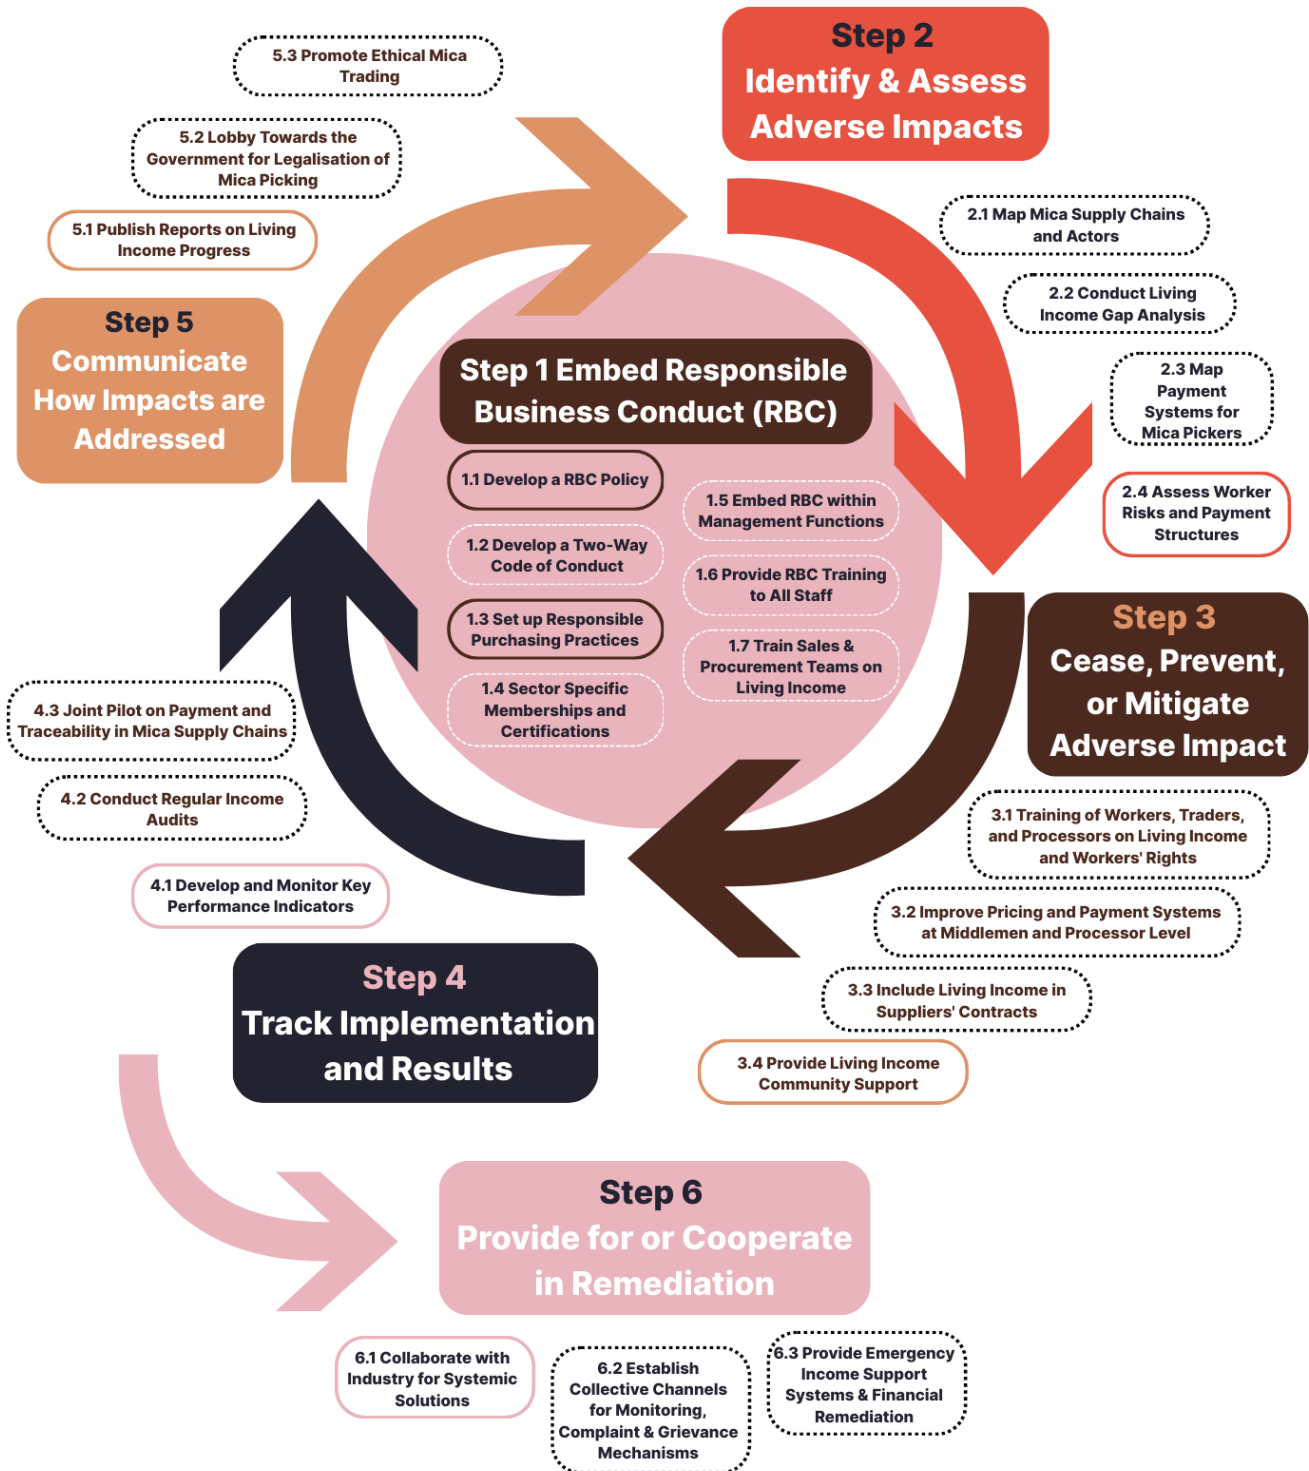 Step 1 Embed Responsible
Business Conduct (RBC)
1.1 Develop a RBC Policy
1.2 Develop a Two-Way
Code of Conduct
1.3 Set up Responsible
Purchasing Practices
1.4 Sector Specific
Memberships and
Certifications
1.5 Embed RBC within
Management Functions
1.6 Provide RBC Training
to All Staff
1.7 Train Sales &
Procurement Teams on
Living Income
Step 2
Identify & Assess
Adverse Impacts
2.1 Map Mica Supply Chains
and Actors
2.2 Conduct Living
Income Gap Analysis
2.3 Map
Payment
Systems for
Mica Pickers
2.4 Assess Worker
Risks and Payment
Structures
Step 3
Cease, Prevent,
or Mitigate
Adverse Impact
3.1 Training of Workers, Traders,
and Processors on Living Income
and Workers' Rights
3.2 Improve Pricing and Payment Systems
at Middlemen and Processor Level
3.3 Include Living Income in
Suppliers' Contracts
3.4 Provide Living Income
Community Support
Step 4
Track Implementation
and Results
4.1 Develop and Monitor Key
Performance Indicators
4.2 Conduct Regular Income
Audits
4.3 Joint Pilot on Payment and
Traceability in Mica Supply Chains
Step 5
Communicate
How Impacts are
Addressed
5.1 Publish Reports on Living
Income Progress
5.2 Lobby Towards the
Government for Legalisation of
Mica Picking
5.3 Promote Ethical Mica
Trading
Step 6
Provide for or Cooperate
in Remediation
6.1 Collaborate with
Industry for Systemic
Solutions
6.2 Establish
Collective Channels
for Monitoring,
Complaint & Grievance
Mechanisms
6.3 Provide Emergency
Income Support
Systems & Financial
Remediation